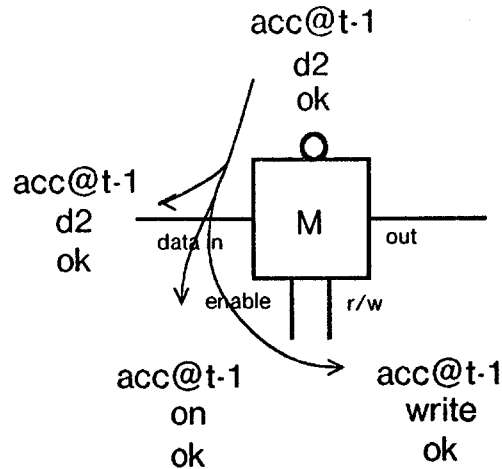 acc@t-1
d2
ok
acc@t-1
d2
ok
M
data in
out
enable
r/w
acc@t-1
on
ok
acc@t-1
write
ok